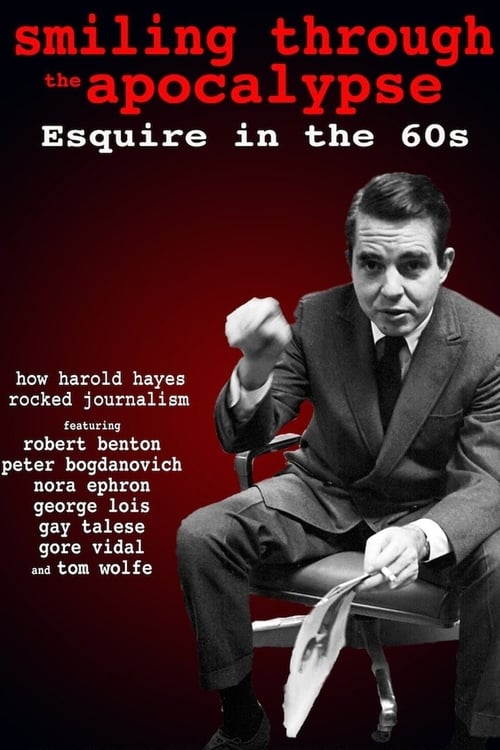 smiling through
the apocalypse
Esquire in the 60s
how harold hayes
rocked journalism
featuring
robert benton
peter bogdanovich
nora ephron
george lois
gay talese
gore vidal
and tom wolfe